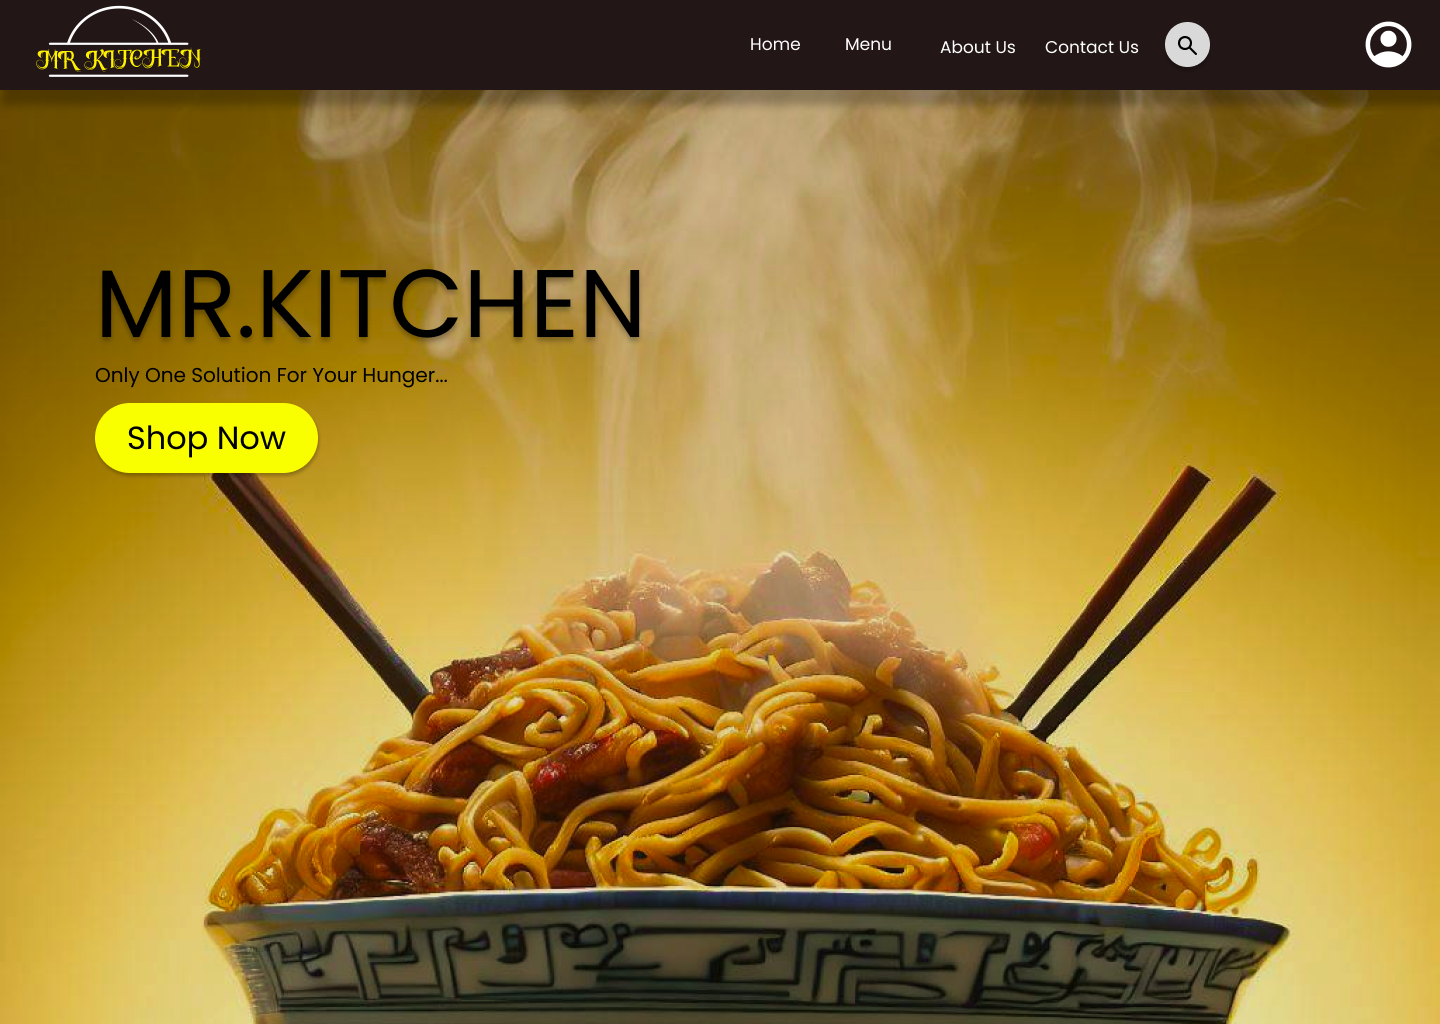 MR KITCHEN
Home Menu About Us Contact Us
MR.KITCHEN
Only One Solution For Your Hunger...
Shop Now